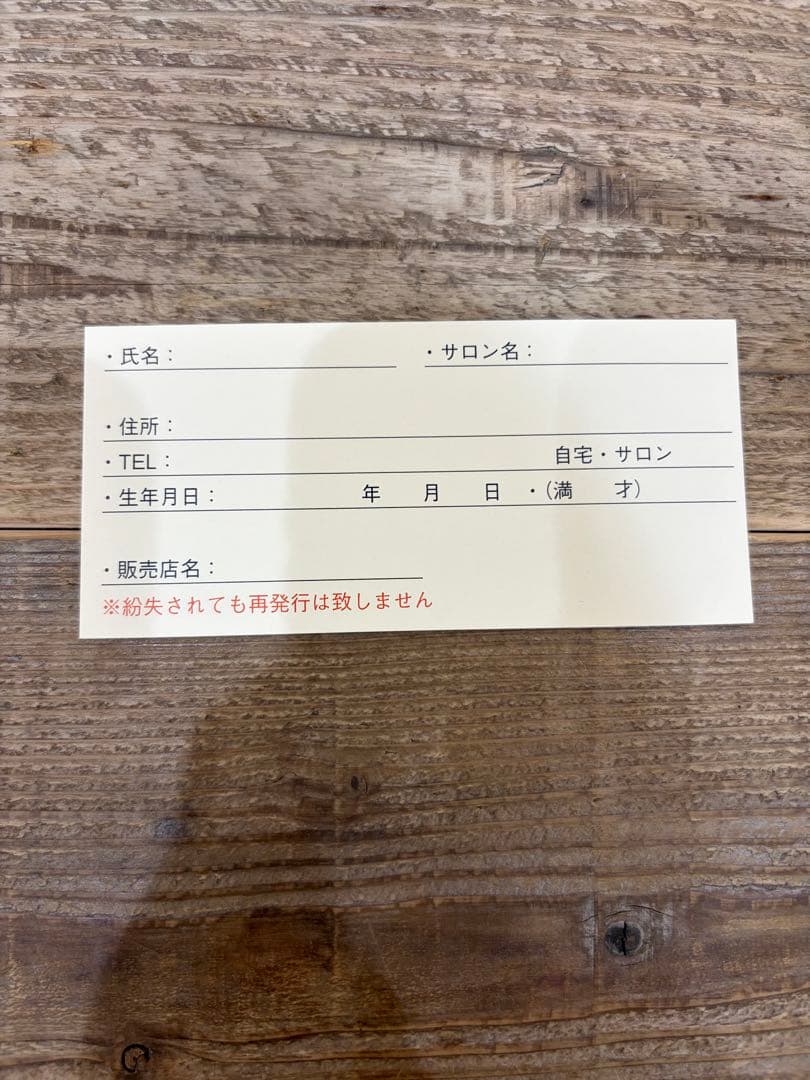 ・氏名： ・サロン名：
・住所：
・TEL： 自宅・サロン
・生年月日： 年 月 日 ・(満 才)
・販売店名：
※紛失されても再発行は致しません